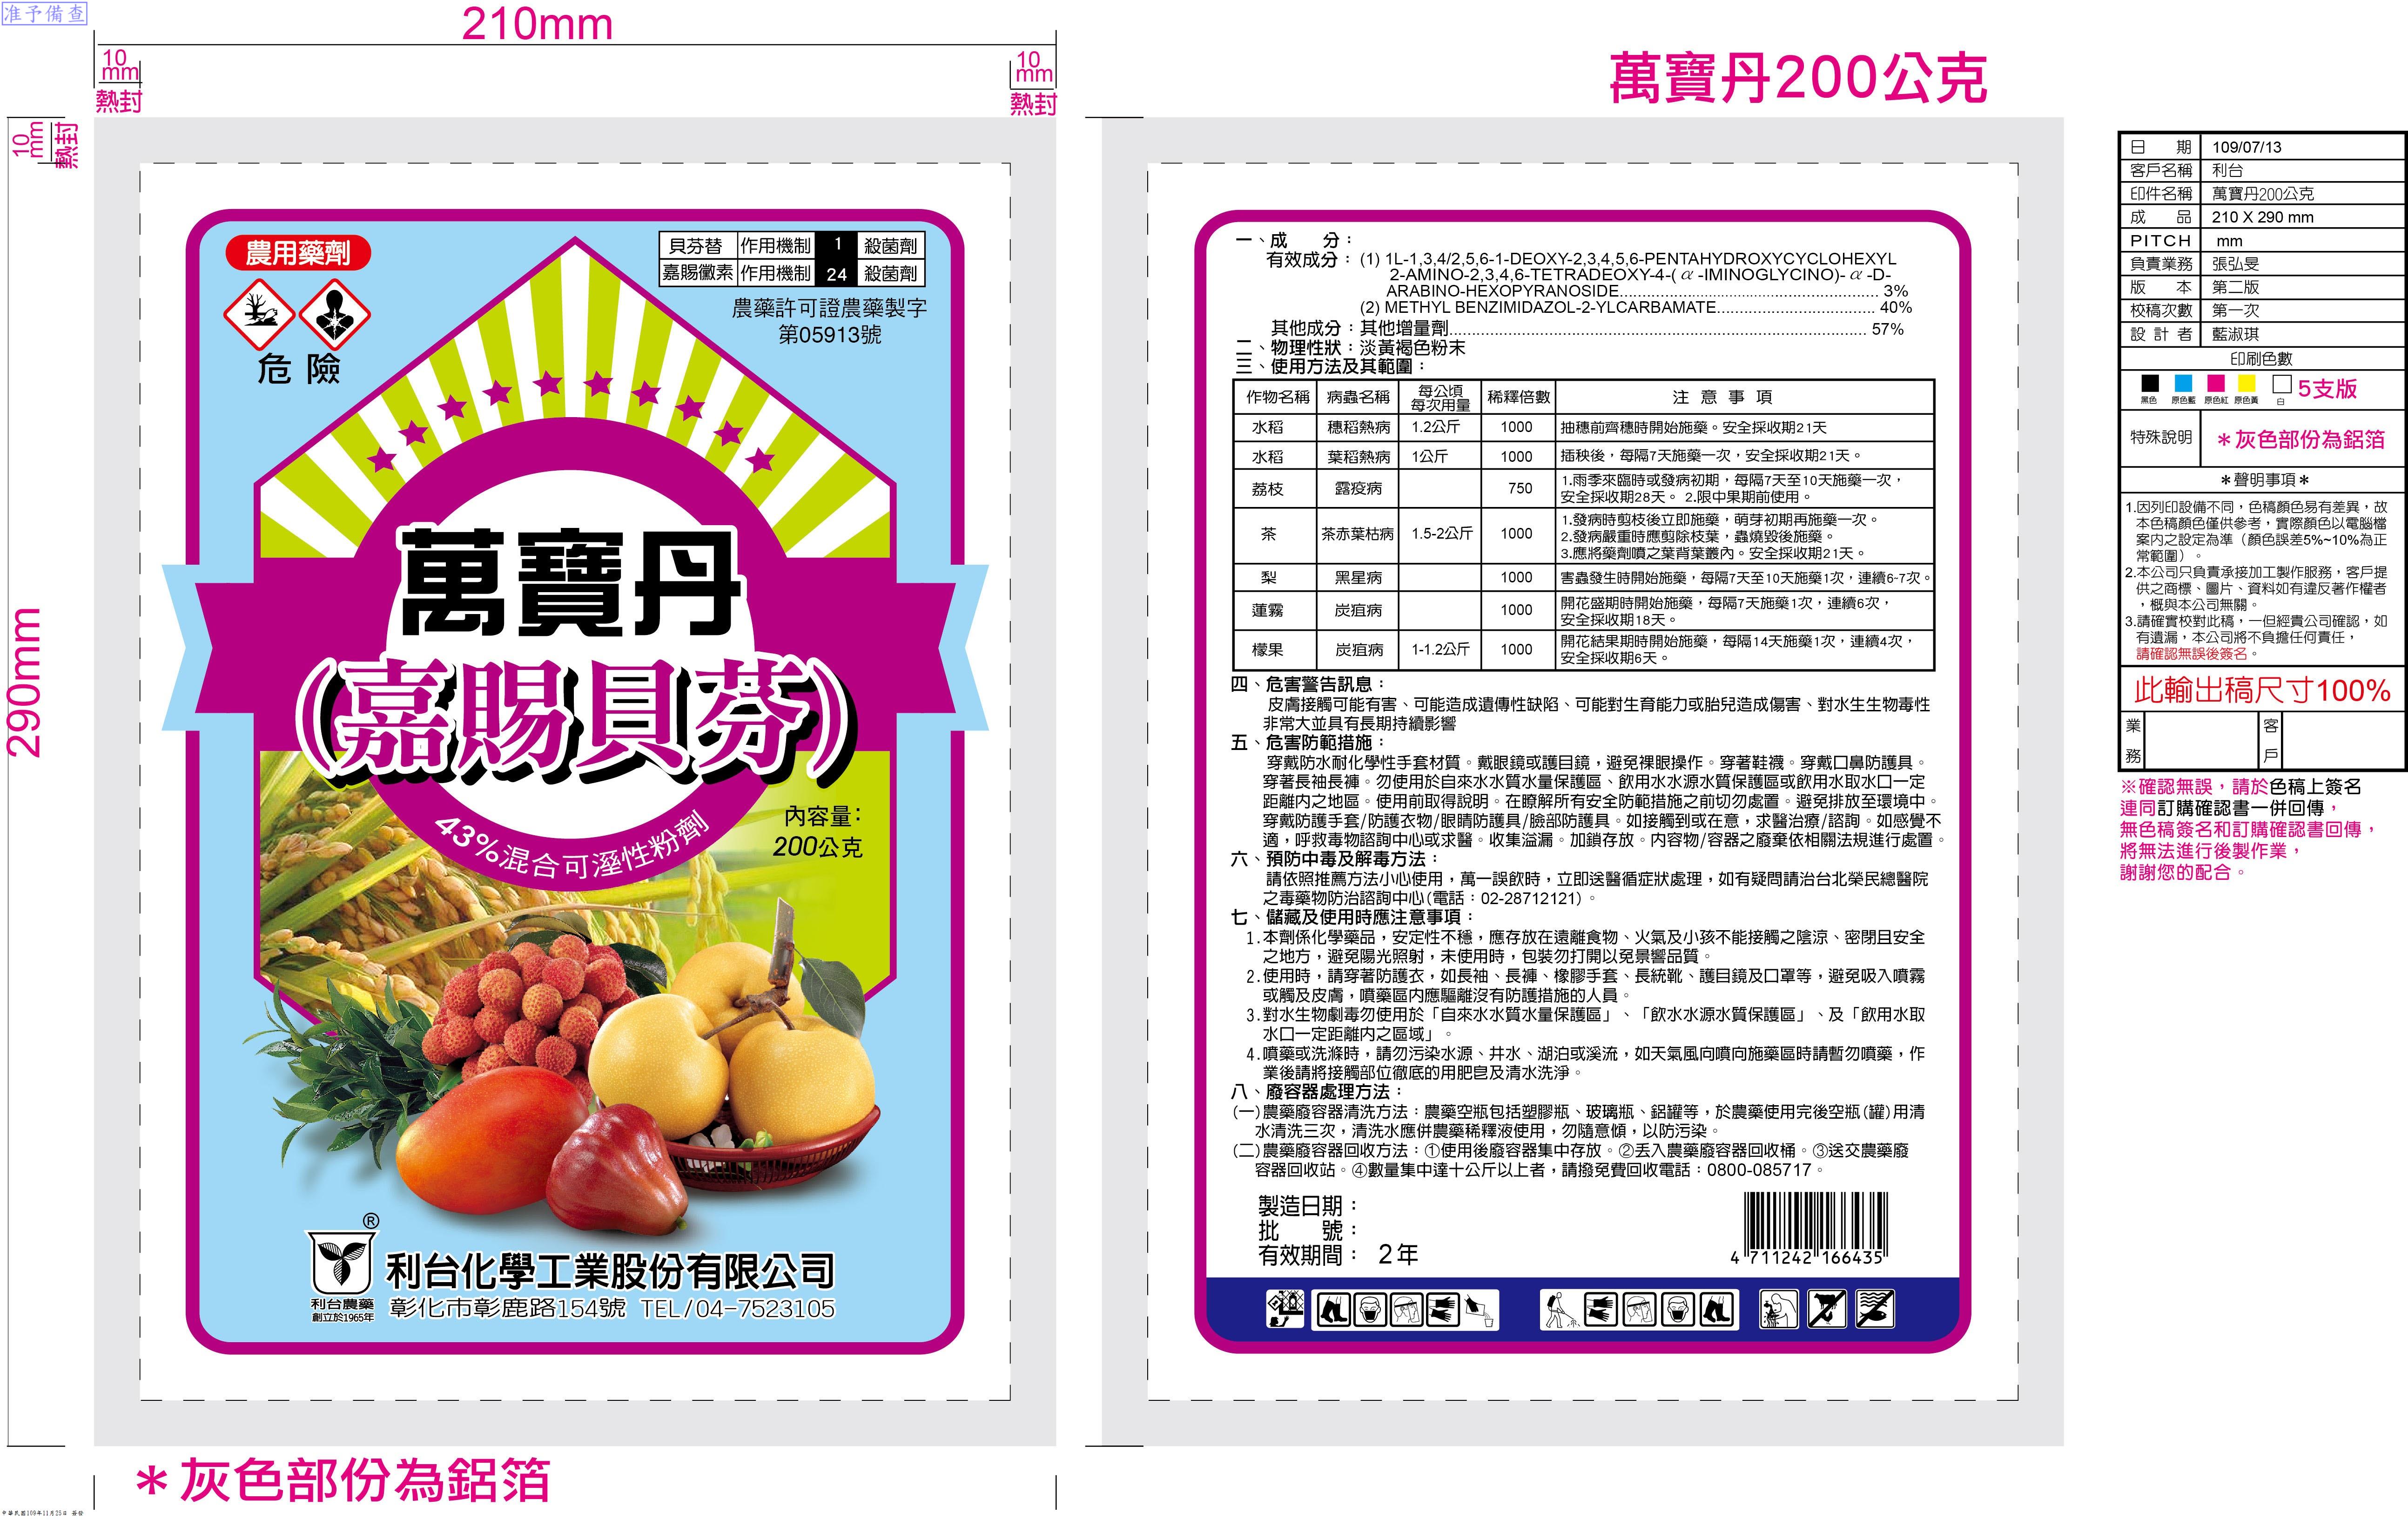 准予備查
210mm
10
mm
熱封
10
mm
熱封
10
mm
熱封
290mm
農用藥劑
危險
貝芬替 作用機制 1 殺菌劑
嘉賜黴素 作用機制 24 殺菌劑
農藥許可證農藥製字
第05913號
萬寶丹
(嘉賜貝芬)
43%混合可溼性粉劑
內容量：
200公克
®
利台農藥
創立於1965年
利台化學工業股份有限公司
彰化市彰鹿路154號 TEL/04-7523105
＊灰色部份為鋁箔
中華民國109年11月25日 簽發
萬寶丹200公克
一、成　　分：
有效成分：(1) 1L-1,3,4/2,5,6-1-DEOXY-2,3,4,5,6-PENTAHYDROXYCYCLOHEXYL
2-AMINO-2,3,4,6-TETRADEOXY-4-(α-IMINOGLYCINO)-α-D-
ARABINO-HEXOPYRANOSIDE........................................................ 3%
(2) METHYL BENZIMIDAZOL-2-YLCARBAMATE.................................. 40%
其他成分：其他增量劑.......................................................................................... 57%
二、物理性狀：淡黃褐色粉末
三、使用方法及其範圍：
作物名稱 病蟲名稱 每公頃每次用量 稀釋倍數 注意事項
水稻 穗稻熱病 1.2公斤 1000 抽穗前齊穗時開始施藥。安全採收期21天
水稻 葉稻熱病 1公斤 1000 插秧後，每隔7天施藥一次，安全採收期21天。
荔枝 露疫病 750 1.雨季來臨時或發病初期，每隔7天至10天施藥一次，
安全採收期28天。 2.限中果期前使用。
茶 茶赤葉枯病 1.5-2公斤 1000 1.發病時剪枝後立即施藥，萌芽初期再施藥一次。
2.發病嚴重時應剪除枝葉，蟲燒毀後施藥。
3.應將藥劑噴之葉背葉叢內。安全採收期21天。
梨 黑星病 1000 害蟲發生時開始施藥，每隔7天至10天施藥1次，連續6-7次。
蓮霧 炭疽病 1000 開花盛期時開始施藥，每隔7天施藥1次，連續6次，
安全採收期18天。
檬果 炭疽病 1-1.2公斤 1000 開花結果期時開始施藥，每隔14天施藥1次，連續4次，
安全採收期6天。
四、危害警告訊息：
皮膚接觸可能有害、可能造成遺傳性缺陷、可能對生育能力或胎兒造成傷害、對水生生物毒性
非常大並具有長期持續影響
五、危害防範措施：
穿戴防水耐化學性手套材質。戴眼鏡或護目鏡，避免裸眼操作。穿著鞋襪。穿戴口鼻防護具。
穿著長袖長褲。勿使用於自來水水質水量保護區、飲用水水源水質保護區或飲用水取水口一定
距離內之地區。使用前取得說明。在瞭解所有安全防範措施之前切勿處置。避免排放至環境中。
穿戴防護手套/防護衣物/眼睛防護具/臉部防護具。如接觸到或在意，求醫治療/諮詢。如感覺不
適，呼救毒物諮詢中心或求醫。收集溢漏。加鎖存放。內容物/容器之廢棄依相關法規進行處置。
六、預防中毒及解毒方法：
請依照推薦方法小心使用，萬一誤飲時，立即送醫循症狀處理，如有疑問請洽台北榮民總醫院
之毒藥物防治諮詢中心(電話：02-28712121)。
七、儲藏及使用時應注意事項：
1.本劑係化學藥品，安定性不穩，應存放在遠離食物、火氣及小孩不能接觸之陰涼、密閉且安全
之地方，避免陽光照射，未使用時，包裝勿打開以免景響品質。
2.使用時，請穿著防護衣，如長袖、長褲、橡膠手套、長統靴、護目鏡及口罩等，避免吸入噴霧
或觸及皮膚，噴藥區內應驅離沒有防護措施的人員。
3.對水生物劇毒勿使用於「自來水水質水量保護區」、「飲水水源水質保護區」、及「飲用水取
水口一定距離內之區域」。
4.噴藥或洗滌時，請勿污染水源、井水、湖泊或溪流，如天氣風向噴向施藥區時請暫勿噴藥，作
業後請將接觸部位徹底的用肥皂及清水洗淨。
八、廢容器處理方法：
(一)農藥廢容器清洗方法：農藥空瓶包括塑膠瓶、玻璃瓶、鋁罐等，於農藥使用完後空瓶(罐)用清
水清洗三次，清洗水應併農藥稀釋液使用，勿隨意傾，以防污染。
(二)農藥廢容器回收方法：①使用後廢容器集中存放。②丟入農藥廢容器回收桶。③送交農藥廢
容器回收站。④數量集中達十公斤以上者，請撥免費回收電話：0800-085717。
製造日期：
批　　號：
有效期間： 2年
4 711242 166435
日　期 109/07/13
客戶名稱 利台
印件名稱 萬寶丹200公克
成　品 210 X 290 mm
PITCH mm
負責業務 張弘旻
版　本 第二版
校稿次數 第一次
設計者 藍淑琪
印刷色數
黑色 原色藍 原色紅 原色黃 白 5支版
特殊說明 ＊灰色部份為鋁箔
＊聲明事項＊
1.因列印設備不同，色稿顏色易有差異，故
本色稿顏色僅供參考，實際顏色以電腦檔
案內之設定為準（顏色誤差5%~10%為正
常範圍）。
2.本公司只負責承接加工製作服務，客戶提
供之商標、圖片、資料如有違反著作權者
，概與本公司無關。
3.請確實校對此稿，一但經貴公司確認，如
有遺漏，本公司將不負擔任何責任，
請確認無誤後簽名。
此輸出稿尺寸100%
業務 客戶
※確認無誤，請於色稿上簽名
連同訂購確認書一併回傳，
無色稿簽名和訂購確認書回傳，
將無法進行後製作業，
謝謝您的配合。